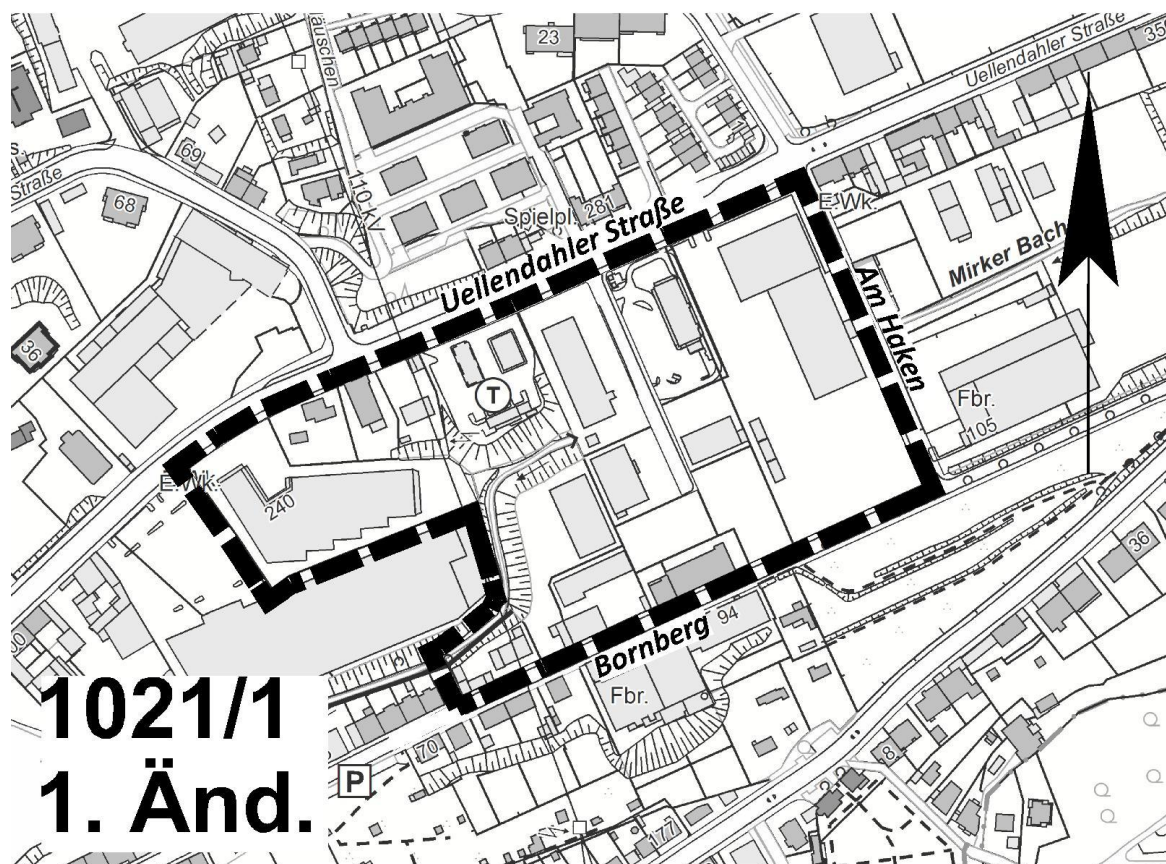 23
Uellendahler Straße
35
69
Straße
68
110-KV
Spielpl.
281
E.Wk.
Uellendahler Straße
Mirker Bach
Am Haken
36
T
Fbr.
105
E.Wk.
240
36
94
Bornberg
Fbr.
70
P
8
177
1021/1
1. Änd.